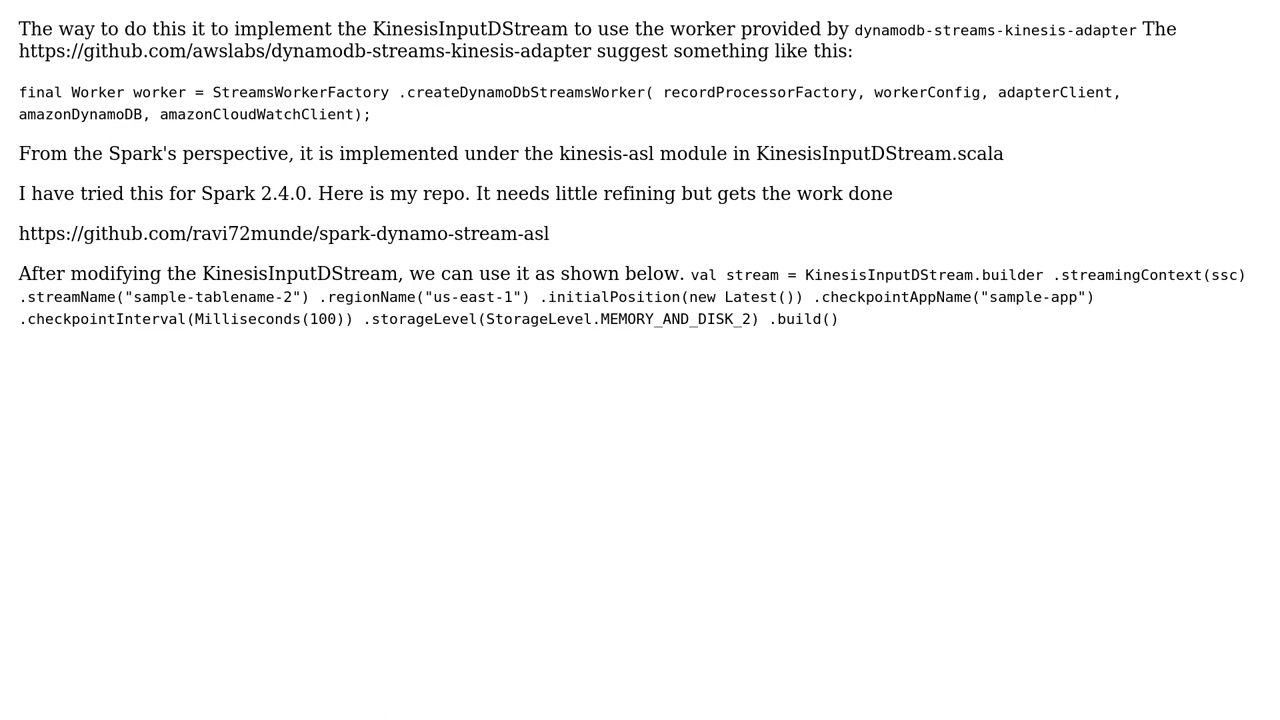 The way to do this it to implement the KinesisInputDStream to use the worker provided by dynamodb-streams-kinesis-adapter The
https://github.com/awslabs/dynamodb-streams-kinesis-adapter suggest something like this:
final Worker worker = StreamsWorkerFactory .createDynamoDbStreamsWorker( recordProcessorFactory, workerConfig, adapterClient,
amazonDynamoDB, amazonCloudWatchClient);
From the Spark's perspective, it is implemented under the kinesis-asl module in KinesisInputDStream.scala
I have tried this for Spark 2.4.0. Here is my repo. It needs little refining but gets the work done
https://github.com/ravi72munde/spark-dynamo-stream-asl
After modifying the KinesisInputDStream, we can use it as shown below. val stream = KinesisInputDStream.builder .streamingContext(ssc)
.streamName("sample-tablename-2") .regionName("us-east-1") .initialPosition(new Latest()) .checkpointAppName("sample-app")
.checkpointInterval(Milliseconds(100)) .storageLevel(StorageLevel.MEMORY_AND_DISK_2) .build()